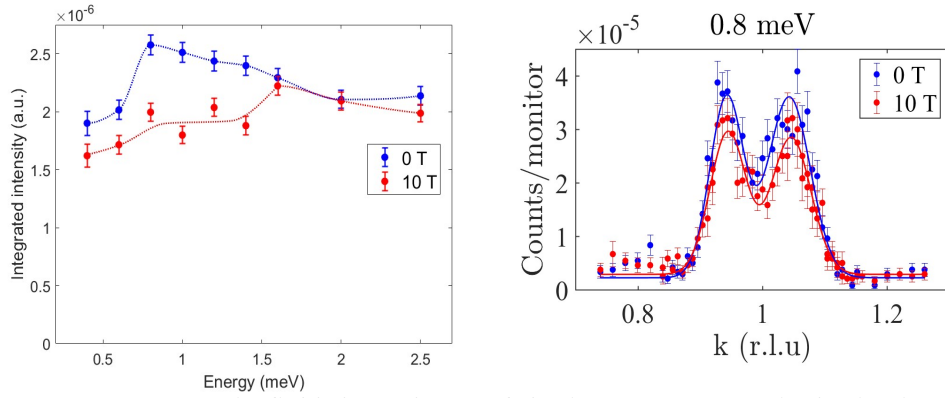 ×10-6
2.5
2
1.5
1
0.5
0
0.5
1
1.5
2
2.5
Integrated intensity (a.u.)
Energy (meV)
0 T
10 T
0.8 meV
×10-5
4
3
2
1
0
0.8
1
1.2
Counts/monitor
k (r.l.u)
0 T
10 T